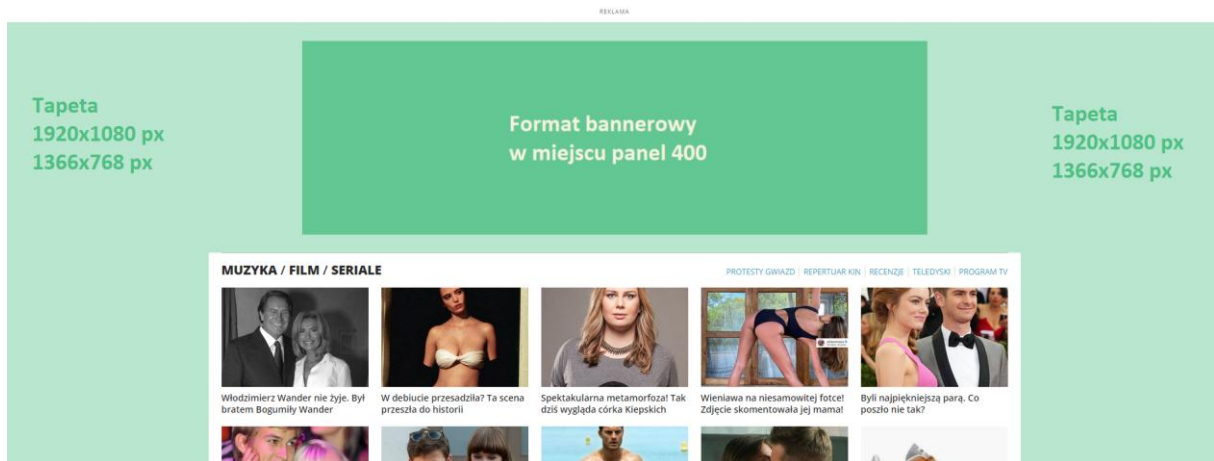 REKLAMA
Tapeta
1920x1080 px
1366x768 px
Format bannerowy
w miejscu panel 400
Tapeta
1920x1080 px
1366x768 px
MUZYKA / FILM / SERIALE
PROTESTY GWIAZD | REPERTUAR KIN | RECENZJE | TELEDYSKI | PROGRAM TV
Włodzimierz Wander nie żyje. Był
bratem Bogumiły Wander
W debiucie przesadziła? Ta scena
przeszła do historii
Spektakularna metamorfoza! Tak
dziś wygląda córka Kiepskich
Wieniawa na niesamowitej fotce!
Zdjęcie skomentowała jej mama!
Byli najpiękniejszą parą. Co
poszło nie tak?